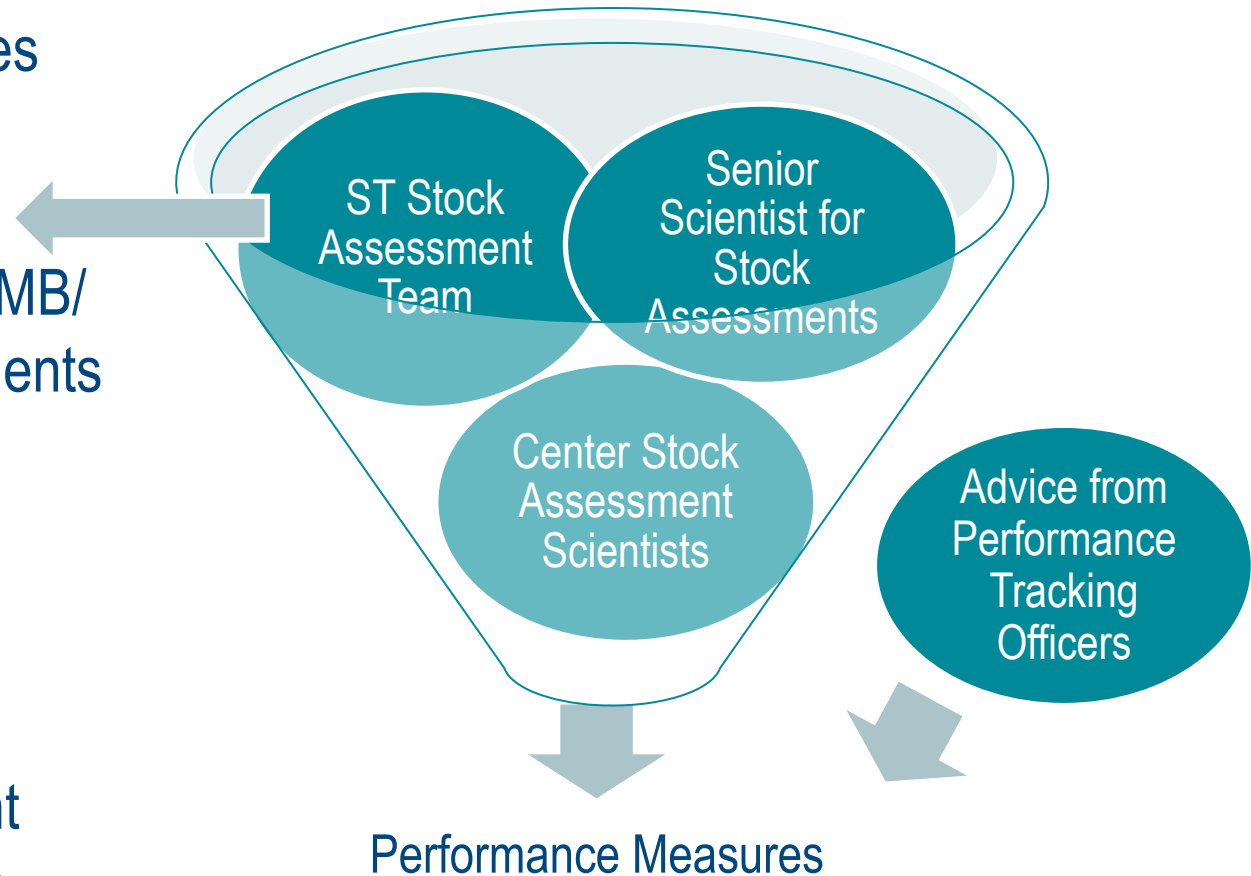 es
MB/
ents
nt
ST Stock
Assessment
Team
Senior
Scientist for
Stock
Assessments
Center Stock
Assessment
Scientists
Advice from
Performance
Tracking
Officers
Performance Measures